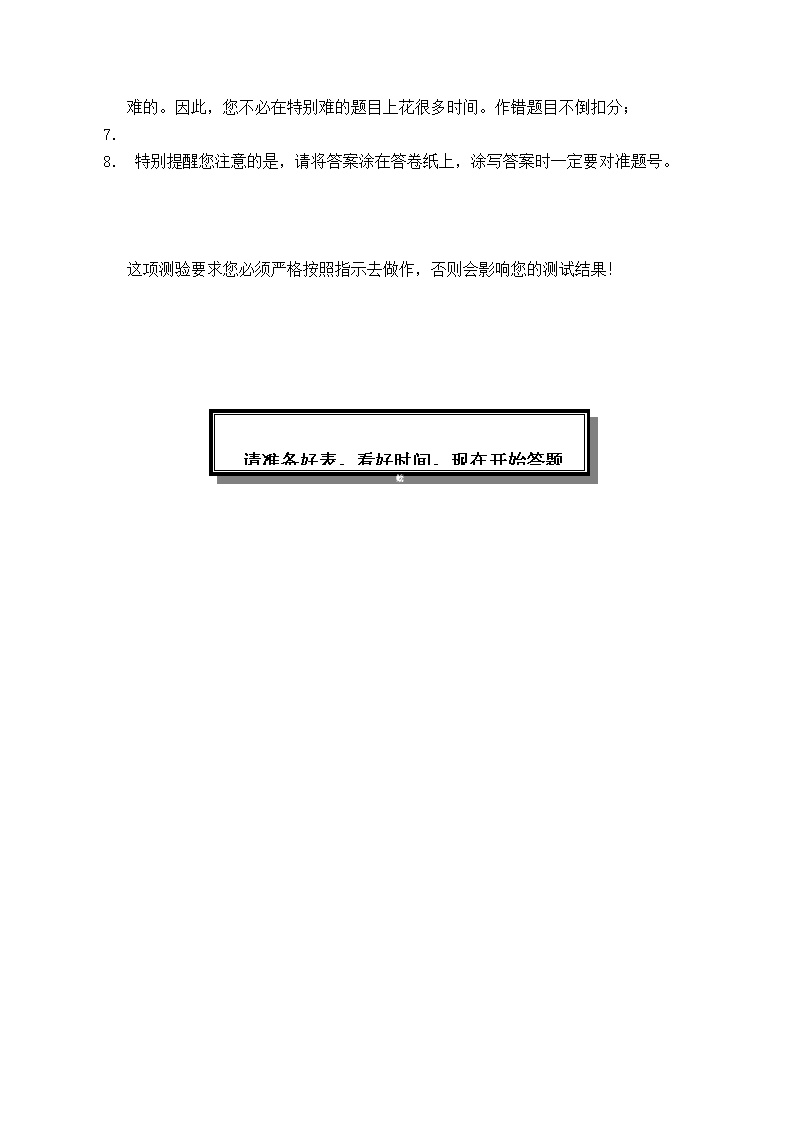 难的。因此，您不必在特别难的题目上花很多时间。作错题目不倒扣分；
7.
8. 特别提醒您注意的是，请将答案涂在答卷纸上，涂写答案时一定要对准题号。
这项测验要求您必须严格按照指示去做作，否则会影响您的测试结果！
请准备好表。看好时间。现在开始答题